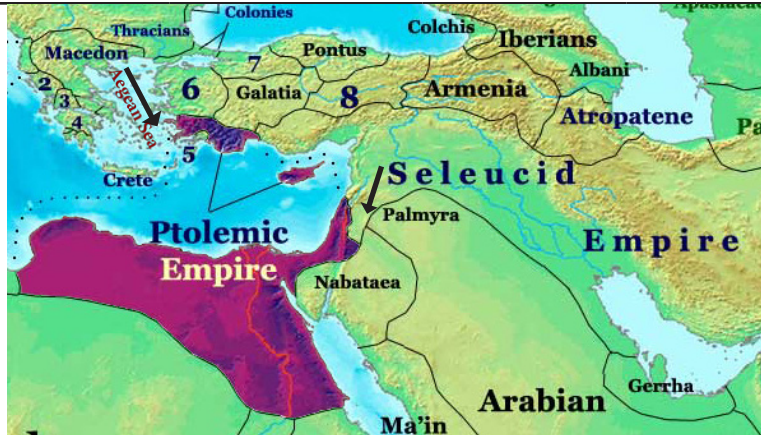 Colonies
Thracians
Colchis
Iberians
Macedon
Pontus
Albani
2
7
3
6
Galatia
8
Armenia
4
Aegean Sea
Atropatene
Pa
5
Crete
Seleucid
Palmyra
Ptolemic
Empire
Empire
Nabataea
Gerrha
Arabian
Ma'in